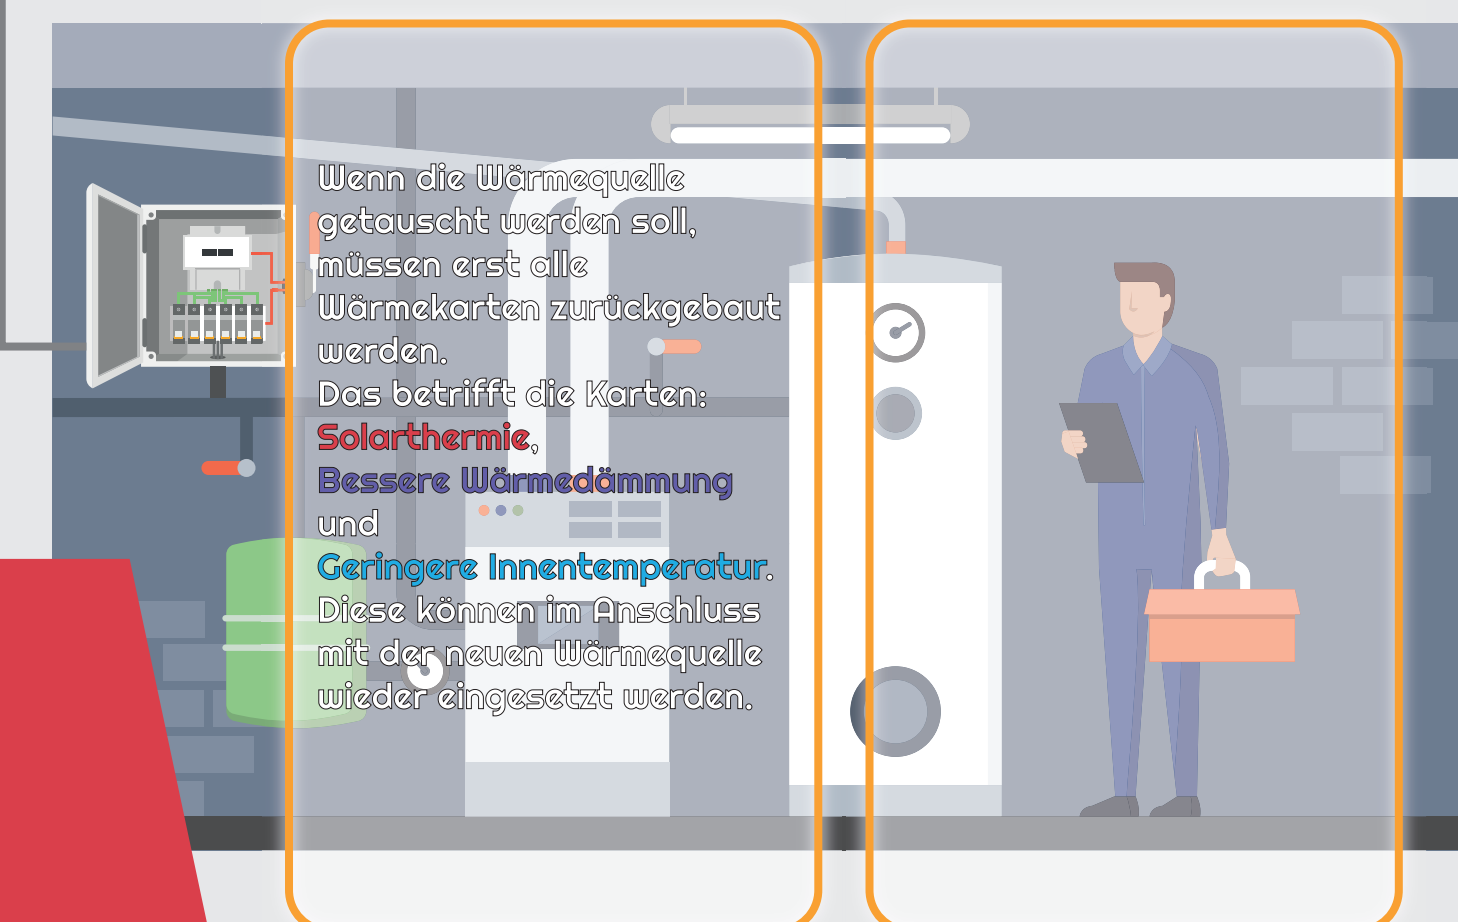 Wenn die Wärmequelle
getauscht werden soll,
müssen erst alle
Wärmekarten zurückgebaut
werden.
Das betrifft die Karten:
Solarthermie,
Bessere Wärmedämmung
und
Geringere Innentemperatur.
Diese können im Anschluss
mit der neuen Wärmequelle
wieder eingesetzt werden.